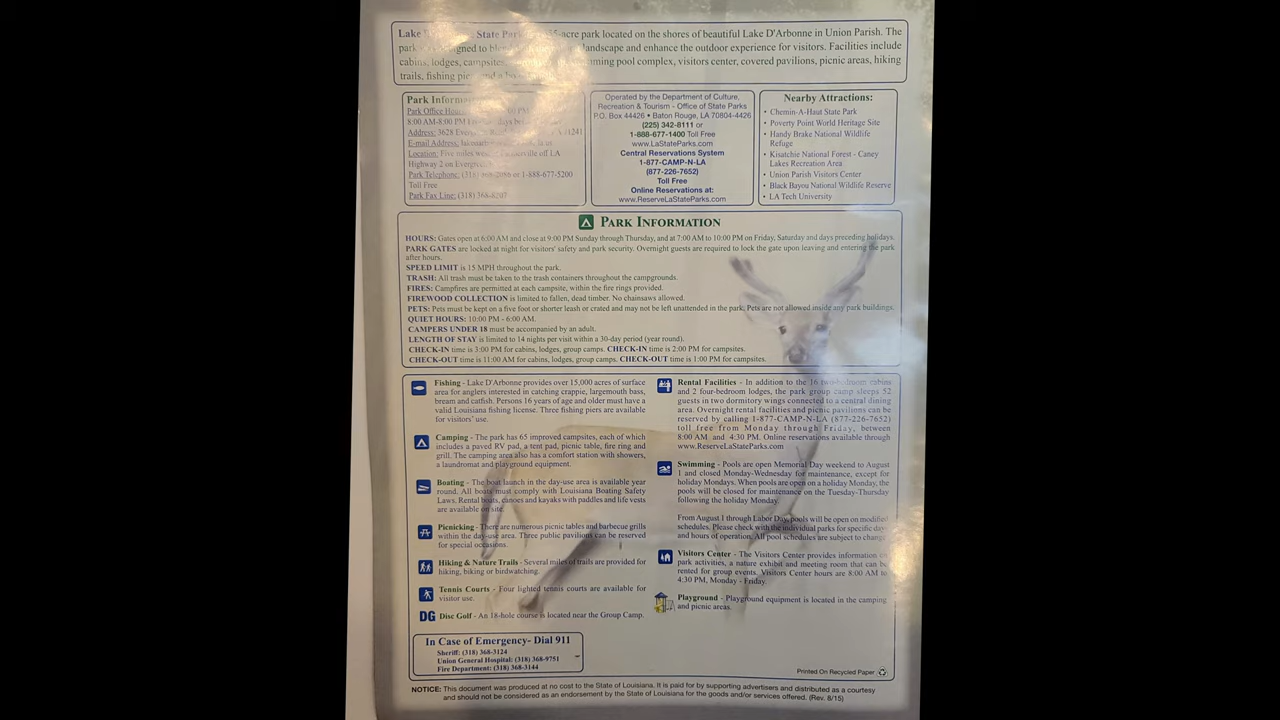 Lake State Park acre park located on the shores of beautiful Lake D'Arbonne in Union Parish. The
park designed to blend landscape and enhance the outdoor experience for visitors. Facilities include
cabins, lodges, campsites, swimming pool complex, visitors center, covered pavilions, picnic areas, hiking
trails, fishing piers and a boat
Park Information
Park Office Hours:
8:00 AM-8:00 PM
Address: 3628
E-mail Address:
Location: Five miles off LA
Highway 2 on Evergreen
Park Telephone: or 1-888-677-5200
Toll Free
Park Fax Line: (318) 368-8207
Operated by the Department of Culture,
Recreation & Tourism - Office of State Parks
P.O. Box 44426 • Baton Rouge, LA 70804-4426
(225) 342-8111 or
1-888-677-1400 Toll Free
www.LaStateParks.com
Central Reservations System
1-877-CAMP-N-LA
(877-226-7652)
Toll Free
Online Reservations at:
www.ReserveLaStateParks.com
Nearby Attractions:
• Chemin-A-Haut State Park
• Poverty Point World Heritage Site
• Handy Brake National Wildlife
Refuge
• Kisatchie National Forest - Caney
Lakes Recreation Area
• Union Parish Visitors Center
• Black Bayou National Wildlife Reserve
• LA Tech University
PARK INFORMATION
HOURS: Gates open at 6:00 AM and close at 9:00 PM Sunday through Thursday, and at 7:00 AM to 10:00 PM on Friday, Saturday and days preceding holidays.
PARK GATES are locked at night for visitors' safety and park security. Overnight guests are required to lock the gate upon leaving and entering the park
after hours.
SPEED LIMIT is 15 MPH throughout the park.
TRASH: All trash must be taken to the trash containers throughout the campgrounds.
FIRES: Campfires are permitted at each campsite, within the fire rings provided.
FIREWOOD COLLECTION is limited to fallen, dead timber. No chainsaws allowed.
PETS: Pets must be kept on a five foot or shorter leash or crated and may not be left unattended in the park. Pets are not allowed inside any park buildings.
QUIET HOURS: 10:00 PM - 6:00 AM.
CAMPERS UNDER 18 must be accompanied by an adult.
LENGTH OF STAY is limited to 14 nights per visit within a 30-day period (year round).
CHECK-IN time is 3:00 PM for cabins, lodges, group camps. CHECK-IN time is 2:00 PM for campsites.
CHECK-OUT time is 11:00 AM for cabins, lodges, group camps. CHECK-OUT time is 1:00 PM for campsites.
Fishing - Lake D'Arbonne provides over 15,000 acres of surface
area for anglers interested in catching crappie, largemouth bass,
bream and catfish. Persons 16 years of age and older must have a
valid Louisiana fishing license. Three fishing piers are available
for visitors' use.
Camping - The park has 65 improved campsites, each of which
includes a paved RV pad, a tent pad, picnic table, fire ring and
grill. The camping area also has a comfort station with showers,
a laundromat and playground equipment.
Boating - The boat launch in the day-use area is available year
round. All boats must comply with Louisiana Boating Safety
Laws. Rental boats, canoes and kayaks with paddles and life vests
are available on site.
Picnicking - There are numerous picnic tables and barbecue grills
within the day-use area. Three public pavilions can be reserved
for special occasions.
Hiking & Nature Trails - Several miles of trails are provided for
hiking, biking or birdwatching.
Tennis Courts - Four lighted tennis courts are available for
visitor use.
DG Disc Golf - An 18-hole course is located near the Group Camp.
Rental Facilities - In addition to the 16 two-bedroom cabins
and 2 four-bedroom lodges, the park group camp sleeps 52
guests in two dormitory wings connected to a central dining
area. Overnight rental facilities and picnic pavilions can be
reserved by calling 1-877-CAMP-N-LA (877-226-7652)
toll free from Monday through Friday, between
8:00 AM and 4:30 PM. Online reservations available through
www.ReserveLaStateParks.com
Swimming - Pools are open Memorial Day weekend to August
1 and closed Monday-Wednesday for maintenance, except for
holiday Mondays. When pools are open on a holiday Monday, the
pools will be closed for maintenance on the Tuesday-Thursday
following the holiday Monday.
From August 1 through Labor Day, pools will be open on modified
schedules. Please check with the individual parks for specific days
and hours of operation. All pool schedules are subject to change.
Visitors Center - The Visitors Center provides information on
park activities, a nature exhibit and meeting room that can be
rented for group events. Visitors Center hours are 8:00 AM to
4:30 PM, Monday - Friday.
Playground - Playground equipment is located in the camping
and picnic areas.
In Case of Emergency- Dial 911
Sheriff: (318) 368-3124
Union General Hospital: (318) 368-9751
Fire Department: (318) 368-3144
Printed On Recycled Paper
NOTICE: This document was produced at no cost to the State of Louisiana. It is paid for by supporting advertisers and distributed as a courtesy
and should not be considered as an endorsement by the State of Louisiana for the goods and/or services offered. (Rev. 8/15)